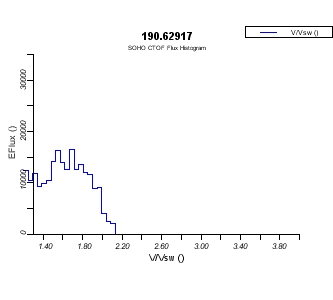 190.62917
V/Vsw ()
SOHO CTOF Flux Histogram
30000
20000
10000
0
EFlux ()
1.40 1.80 2.20 2.60 3.00 3.40 3.80
V/Vsw ()